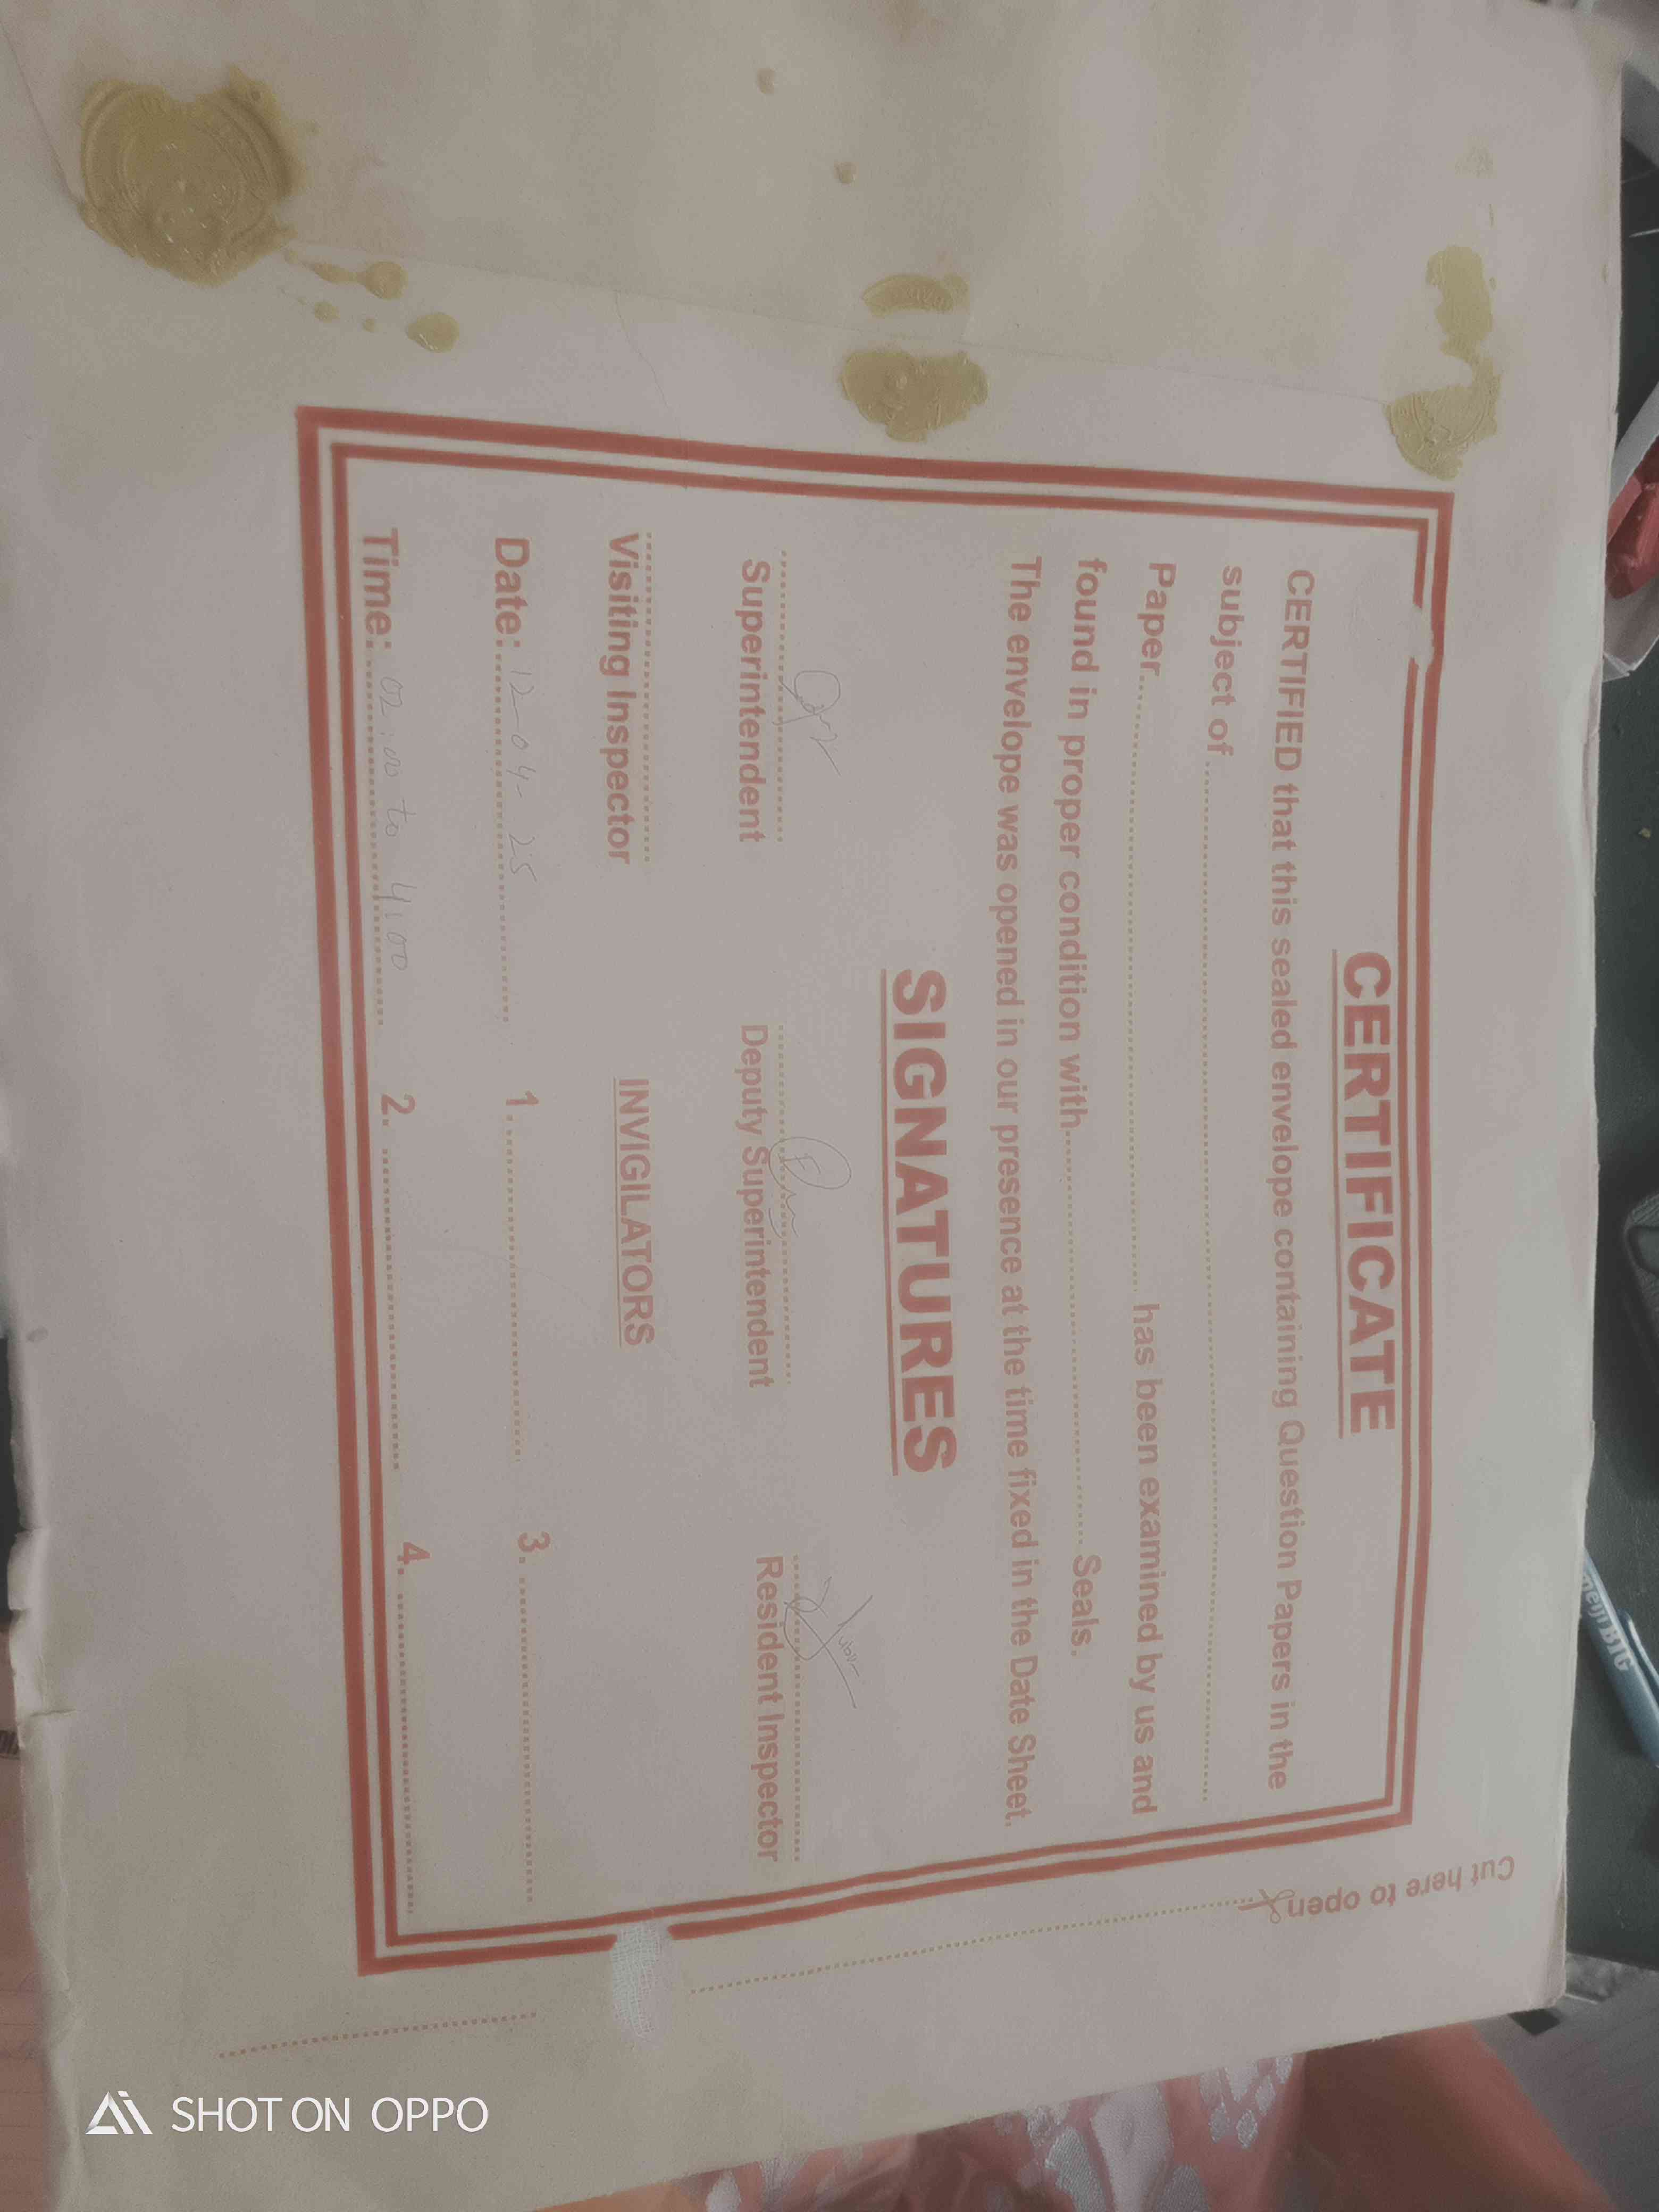 CERTIFICATE
CERTIFIED that this sealed envelope containing Question Papers in the
subject of
Paper has been examined by us and
found in proper condition with Seals.
The envelope was opened in our presence at the time fixed in the Date Sheet.
SIGNATURES
Superintendent Deputy Superintendent Resident Inspector
Visiting Inspector INVIGILATORS
Date: 12-04-25 1. 3.
Time: 02:00 to 4:00 2. 4.
Cut here to open
SHOT ON OPPO